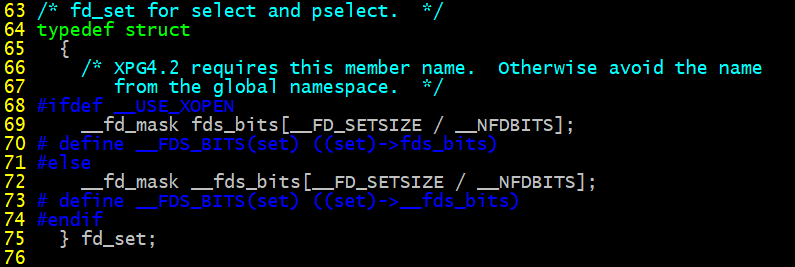 63 /* fd_set for select and pselect.  */
64 typedef struct
65   {
66     /* XPG4.2 requires this member name.  Otherwise avoid the name
67        from the global namespace.  */
68 #ifdef __USE_XOPEN
69     __fd_mask fds_bits[__FD_SETSIZE / __NFDBITS];
70 # define __FDS_BITS(set) ((set)->fds_bits)
71 #else
72     __fd_mask __fds_bits[__FD_SETSIZE / __NFDBITS];
73 # define __FDS_BITS(set) ((set)->__fds_bits)
74 #endif
75   } fd_set;
76